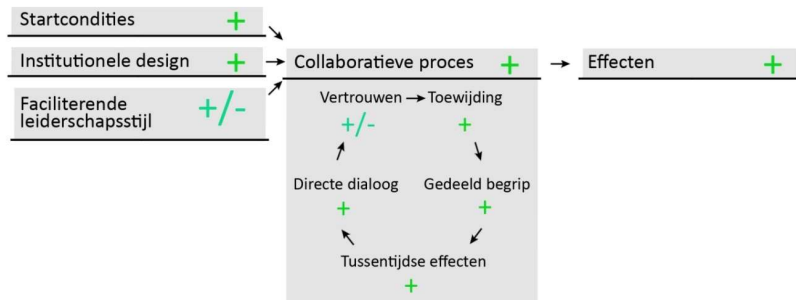 Startcondities +
Institutionele design +
Faciliterende
leiderschapsstijl +/-
Collaboratieve proces +
Vertrouwen Toewijding
+/- +
Directe dialoog Gedeeld begrip
+ +
Tussentijdse effecten
+
Effecten +